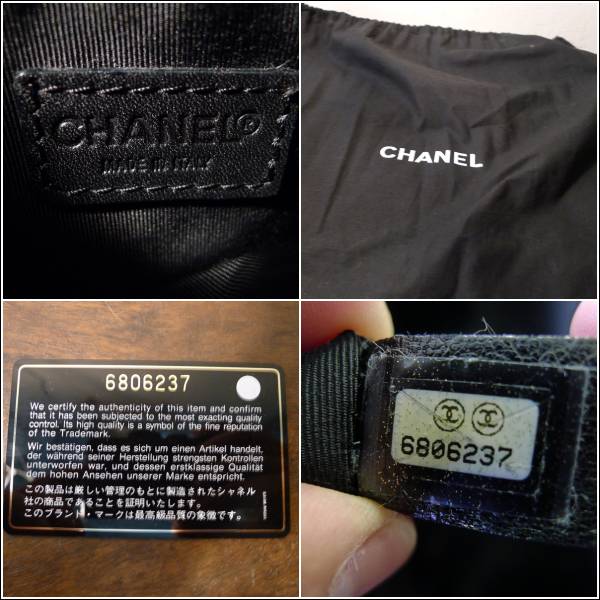 CHANEL®
MADE IN ITALY
CHANEL
6806237
We certify the authenticity of this item and confirm
that it has been subjected to most exacting quality
control. Its high quality is a symbol of the fine reputation
of the Trademark.
Wir bestätigen, dass es sich um einen Artikel handelt,
der während seiner Herstellung strengsten Kontrollen
unterworfen war, und dessen erstklassige Qualität
dem hohen Ansehen unserer Marke entspricht.
この製品は厳しい管理のもとに製造されたシャネル
社の商品であることを証明いたします。
このブランド・マークは最高級品質の象徴です。
6806237